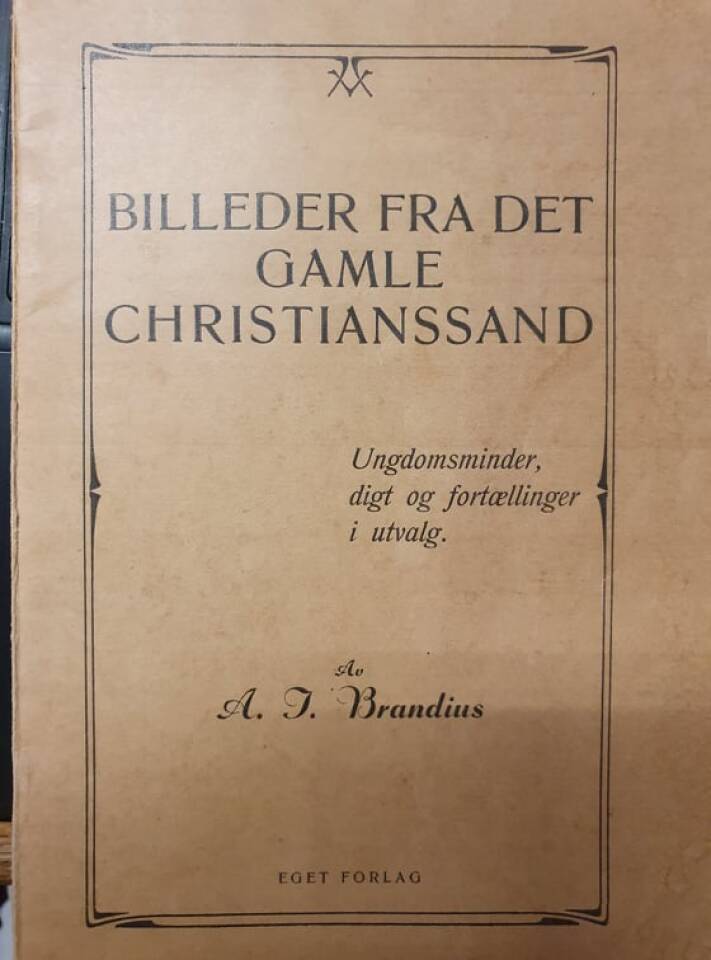 BILLEDER FRA DET
GAMLE
CHRISTIANSSAND
Ungdomsminder,
digt og fortællinger
i utvalg.
Av
A. J. Brandius
EGET FORLAG